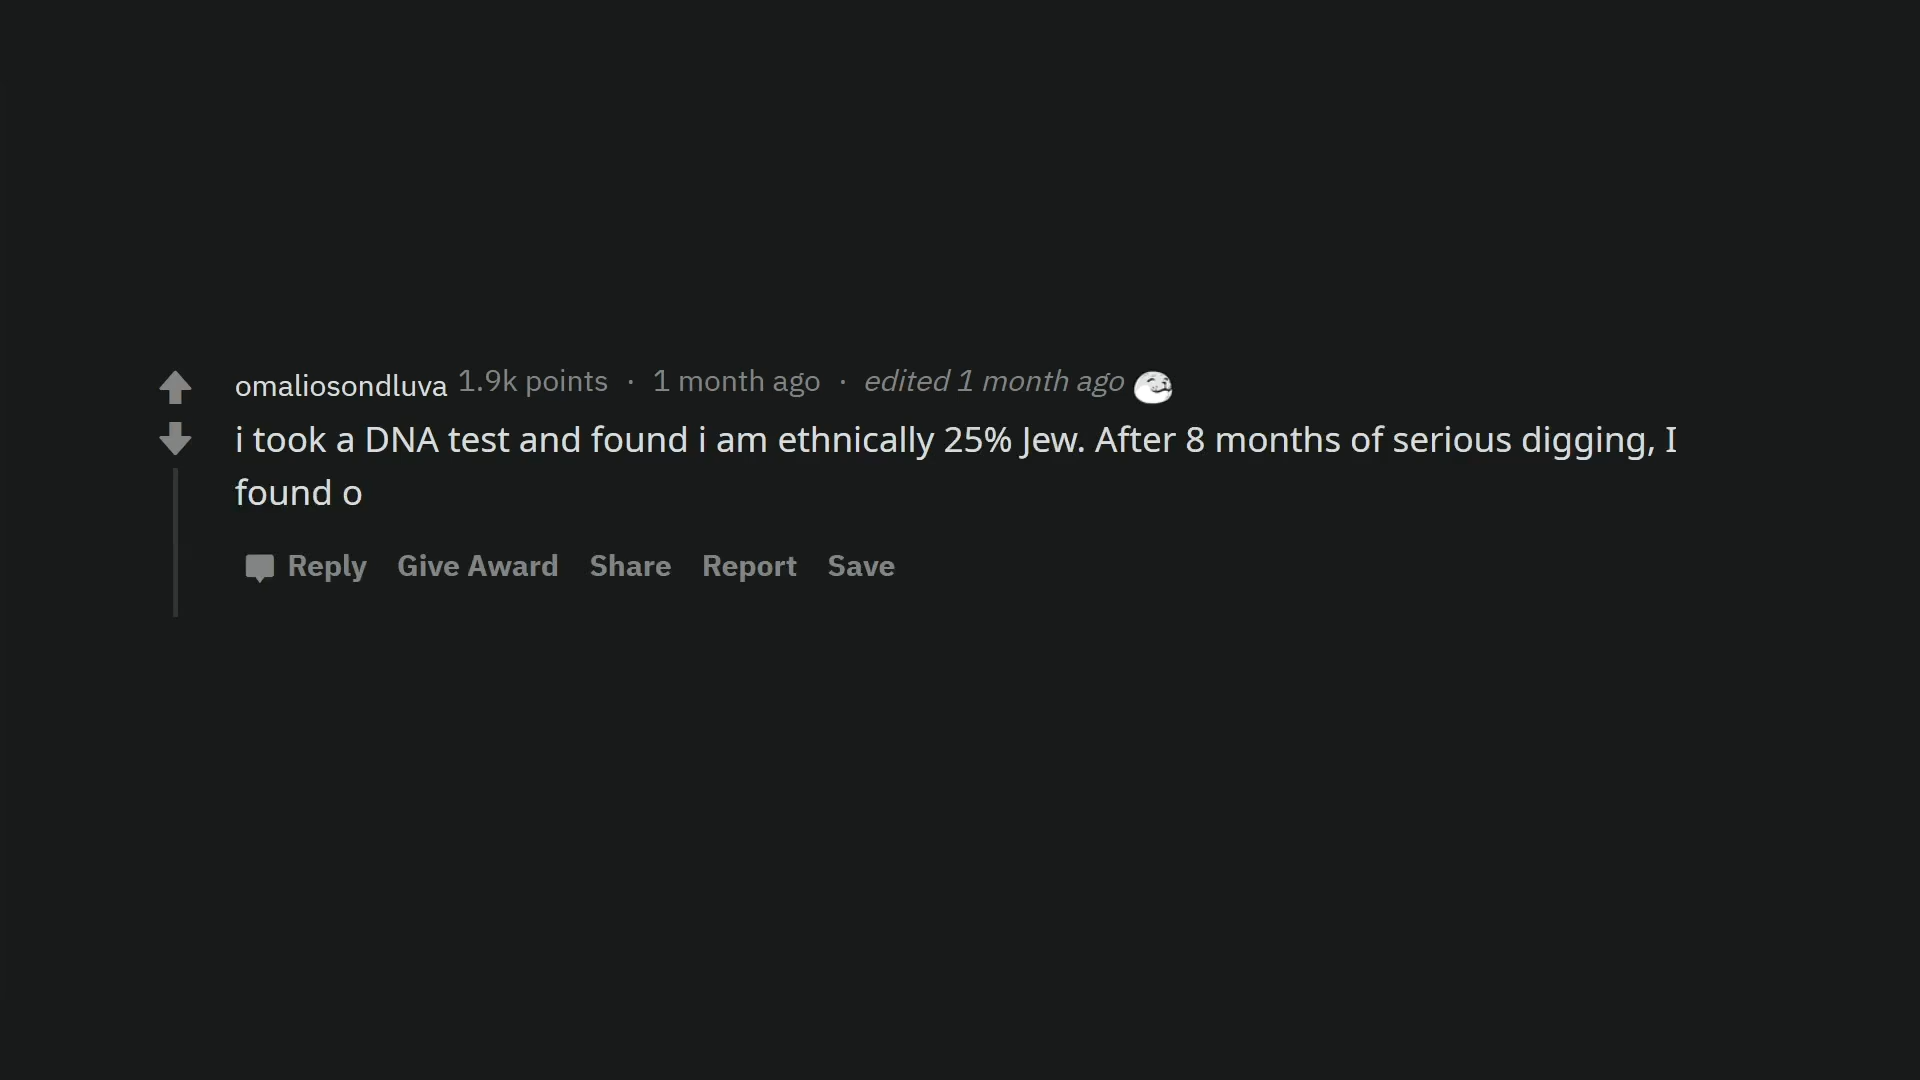 omaliosondluva 1.9k points · 1 month ago · edited 1 month ago
i took a DNA test and found i am ethnically 25% Jew. After 8 months of serious digging, I
found o
Reply Give Award Share Report Save